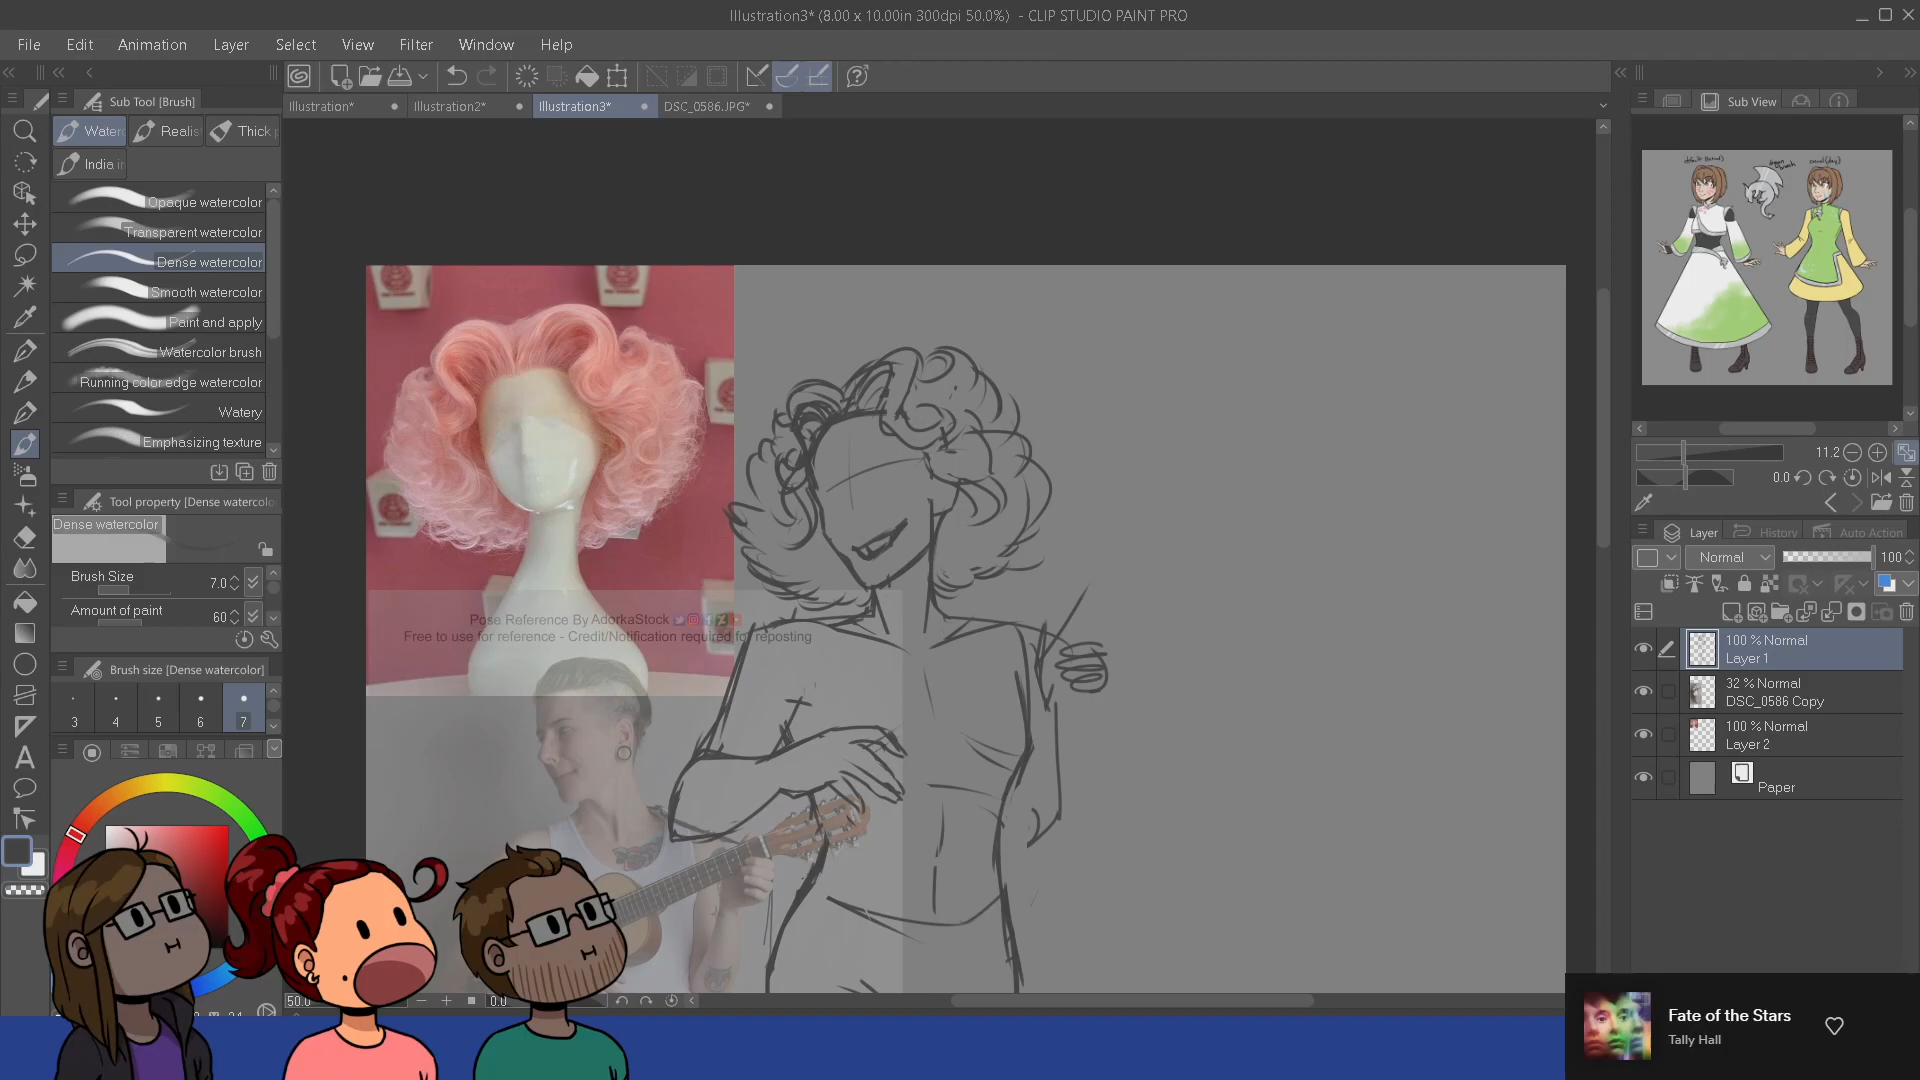 Illustration3* (8.00 x 10.00in 300dpi 50.0%) - CLIP STUDIO PAINT PRO
File Edit Animation Layer Select View Filter Window Help
Sub Tool [Brush]
Illustration* Illustration2* Illustration3* DSC_0586.JPG*
Sub View
Waterc Realis Thick p
India in
Opaque watercolor
Transparent watercolor
Dense watercolor
Smooth watercolor
Paint and apply
Watercolor brush
Running color edge watercolor
Watery
Emphasizing texture
Tool property [Dense watercolo
Dense watercolor
Brush Size 7.0
Amount of paint 60
Brush size [Dense watercolor]
3 4 5 6 7
Pose Reference By AdorkaStock
Free to use for reference - Credit/Notification required for reposting
50.0 0.0
11.2
0.0
Layer History Auto Action
Normal 100
100 % Normal
Layer 1
32 % Normal
DSC_0586 Copy
100 % Normal
Layer 2
Paper
Fate of the Stars
Tally Hall